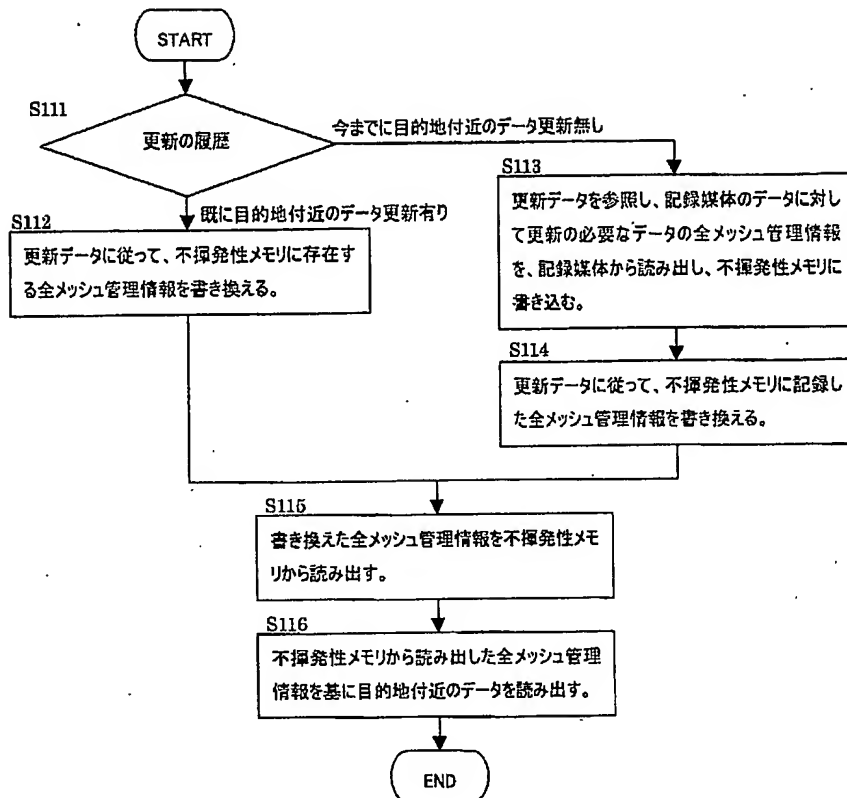 START
S111
更新の履歴
今までに目的地付近のデータ更新無し
S112
既に目的地付近のデータ更新有り
更新データに従って、不揮発性メモリに存在す
る全メッシュ管理情報を書き換える。
S113
更新データを参照し、記録媒体のデータに対し
て更新の必要なデータの全メッシュ管理情報
を、記録媒体から読み出し、不揮発性メモリに
書き込む。
S114
更新データに従って、不揮発性メモリに記録し
た全メッシュ管理情報を書き換える。
S115
書き換えた全メッシュ管理情報を不揮発性メモ
リから読み出す。
S116
不揮発性メモリから読み出した全メッシュ管理
情報を基に目的地付近のデータを読み出す。
END